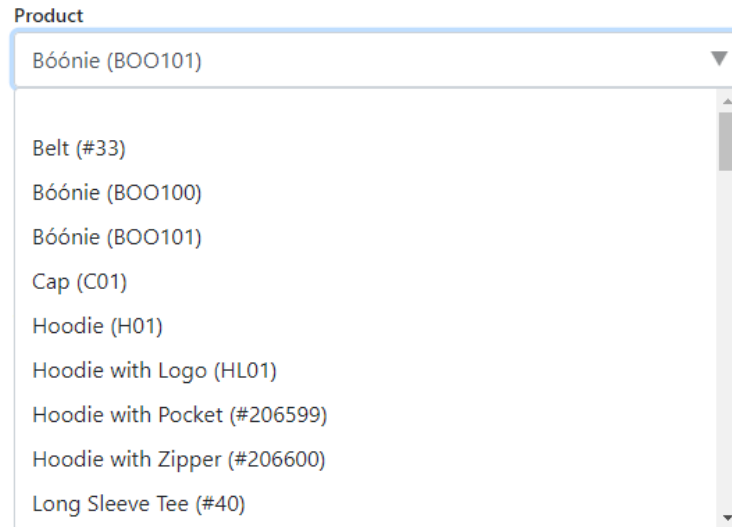 Product
Bóónie (BOO101)
Belt (#33)
Bóónie (BOO100)
Bóónie (BOO101)
Cap (C01)
Hoodie (H01)
Hoodie with Logo (HL01)
Hoodie with Pocket (#206599)
Hoodie with Zipper (#206600)
Long Sleeve Tee (#40)